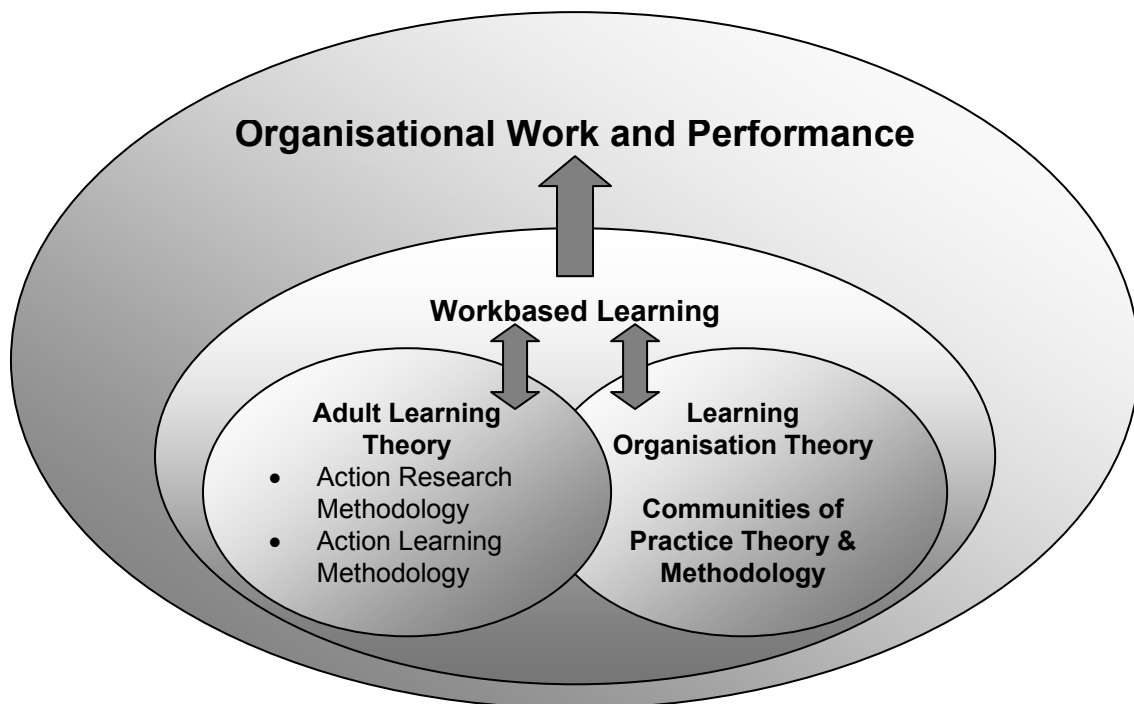 Organisational Work and Performance
Workbased Learning
Adult Learning
Theory
• Action Research
Methodology
• Action Learning
Methodology
Learning
Organisation Theory
Communities of
Practice Theory &
Methodology